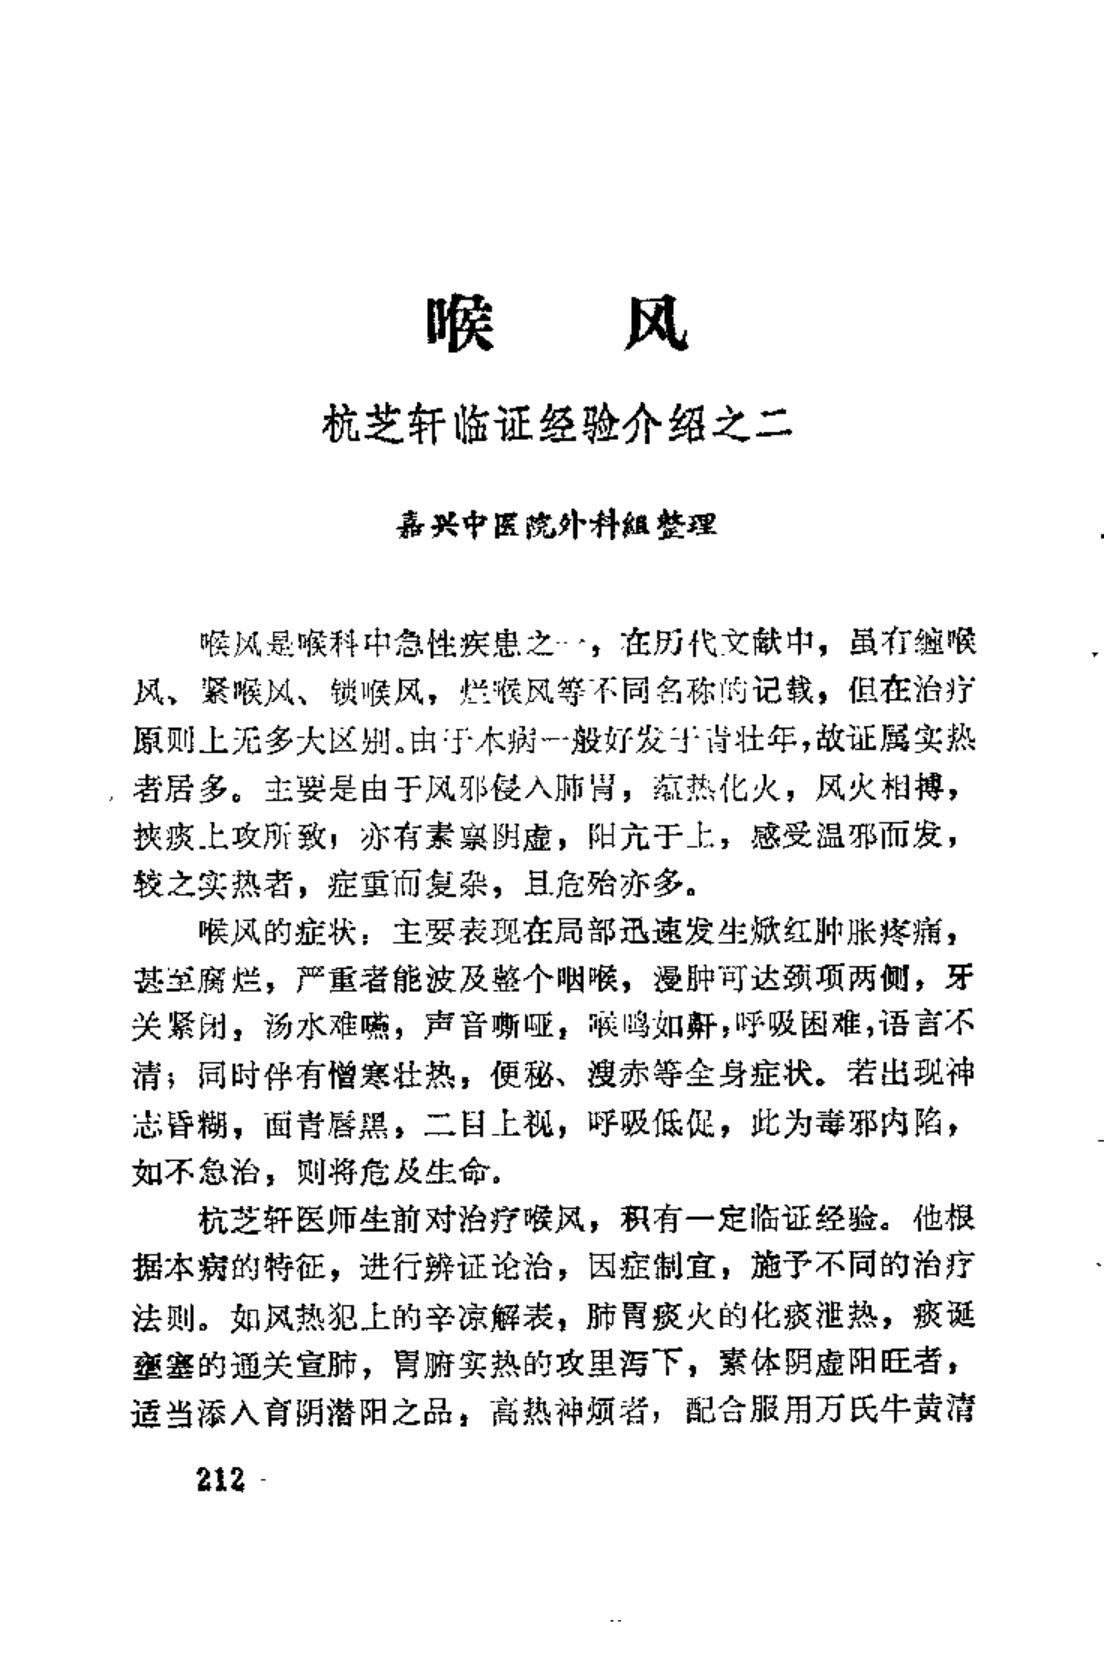 喉 风
杭芝轩临证经验介绍之二
嘉兴中医院外科組整理
喉风是喉科中急性疾患之一，在历代文献中，虽有缠喉
风、紧喉风、锁喉风，烂喉风等不同名称的记载，但在治疗
原则上无多大区别。由于本病一般好发于青壮年，故证属实热
者居多。主要是由于风邪侵入肺胃，蕴热化火，风火相搏，
挟痰上攻所致；亦有素禀阴虚，阳亢于上，感受温邪而发，
较之实热者，症重而复杂，且危殆亦多。
喉风的症状：主要表现在局部迅速发生焮红肿胀疼痛，
甚至腐烂，严重者能波及整个咽喉，漫肿可达颈项两侧，牙
关紧闭，汤水难嚥，声音嘶哑，喉鸣如鼾，呼吸困难，语言不
清；同时伴有憎寒壮热，便秘、溲赤等全身症状。若出现神
志昏糊，面青唇黑，二目上视，呼吸低促，此为毒邪内陷，
如不急治，则将危及生命。
杭芝轩医师生前对治疗喉风，积有一定临证经验。他根
据本病的特征，进行辨证论治，因症制宜，施予不同的治疗
法则。如风热犯上的辛凉解表，肺胃痰火的化痰泄热，痰诞
壅塞的通关宣肺，胃腑实热的攻里泻下，素体阴虚阳旺者，
适当添入育阴潜阳之品，高热神烦者，配合服用万氏牛黄清
212